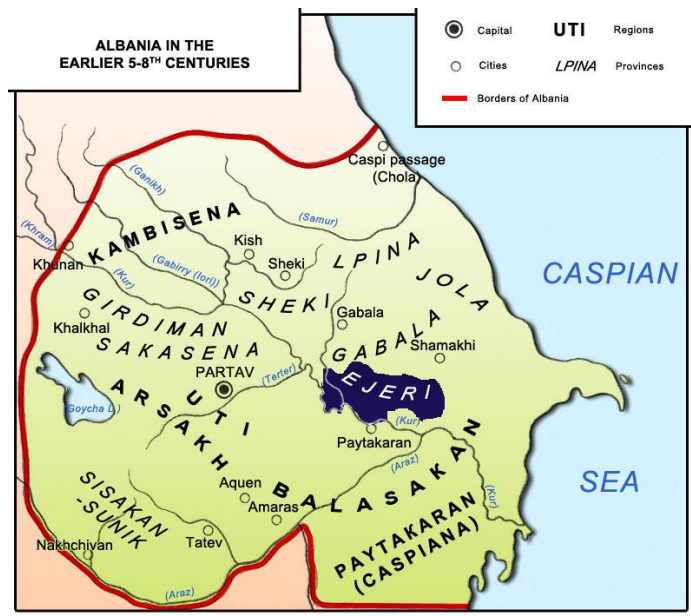 ALBANIA IN THE
EARLIER 5-8TH CENTURIES
Capital
UTI
Regions
Cities
LPINA
Provinces
Borders of Albania
Caspi passage
(Chola)
(Ganikh)
(Samur)
(Khram)
KAMBISENA
Khunan
(Gabirry (Iori))
Kish
Sheki
LPINA
JOLA
CASPIAN
(Kur)
SHEKI
GIRDIMAN
Khalkhal
Gabala
GABALA
SAKASENA
Shamakhi
PARTAV
(Terter)
EJERI
(Goycha L.)
UTI
ARSAKH
(Kur)
Paytakaran
BALASAKAN
(Araz)
SEA
SISAKAN
-SUNIK
Aquen
Amaras
(Kur)
Tatev
PAYTAKARAN
(CASPIANA)
Nakhchivan
(Araz)